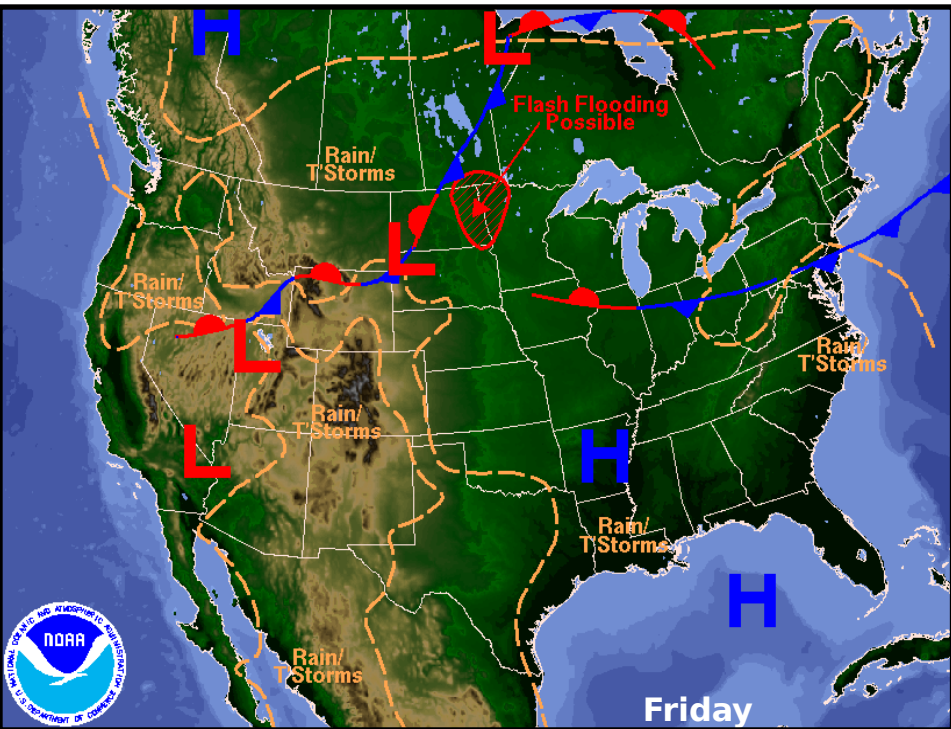 H
L
Flash Flooding
Possible
Rain/
T'Storms
L
Rain/
T'Storms
L
Rain/
T'Storms
Rain/
T'Storms
L
H
Rain/
T'Storms
H
Rain/
T'Storms
NATIONAL OCEANIC AND ATMOSPHERIC ADMINISTRATION
NOAA
U.S. DEPARTMENT OF COMMERCE
Friday